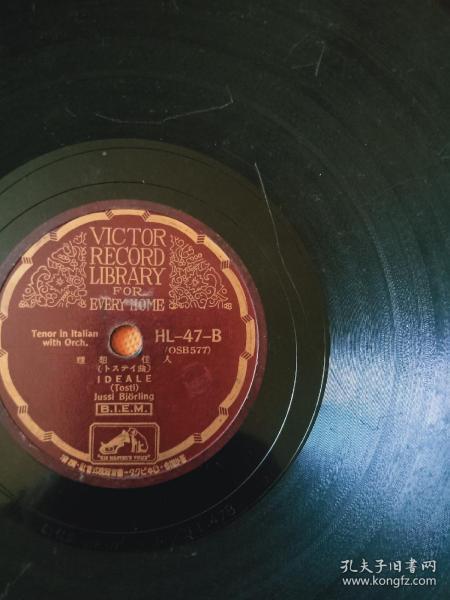 VICTOR
RECORD
LIBRARY
FOR
EVERY HOME
Tenor in Italian
with Orch.
HL-47-B
(OSB577)
理想佳人
(トスティ曲)
IDEALE
(Tosti)
Jussi Björling
B.I.E.M.
"HIS MASTER'S VOICE"
孔夫子旧书网
www.kongfz.com